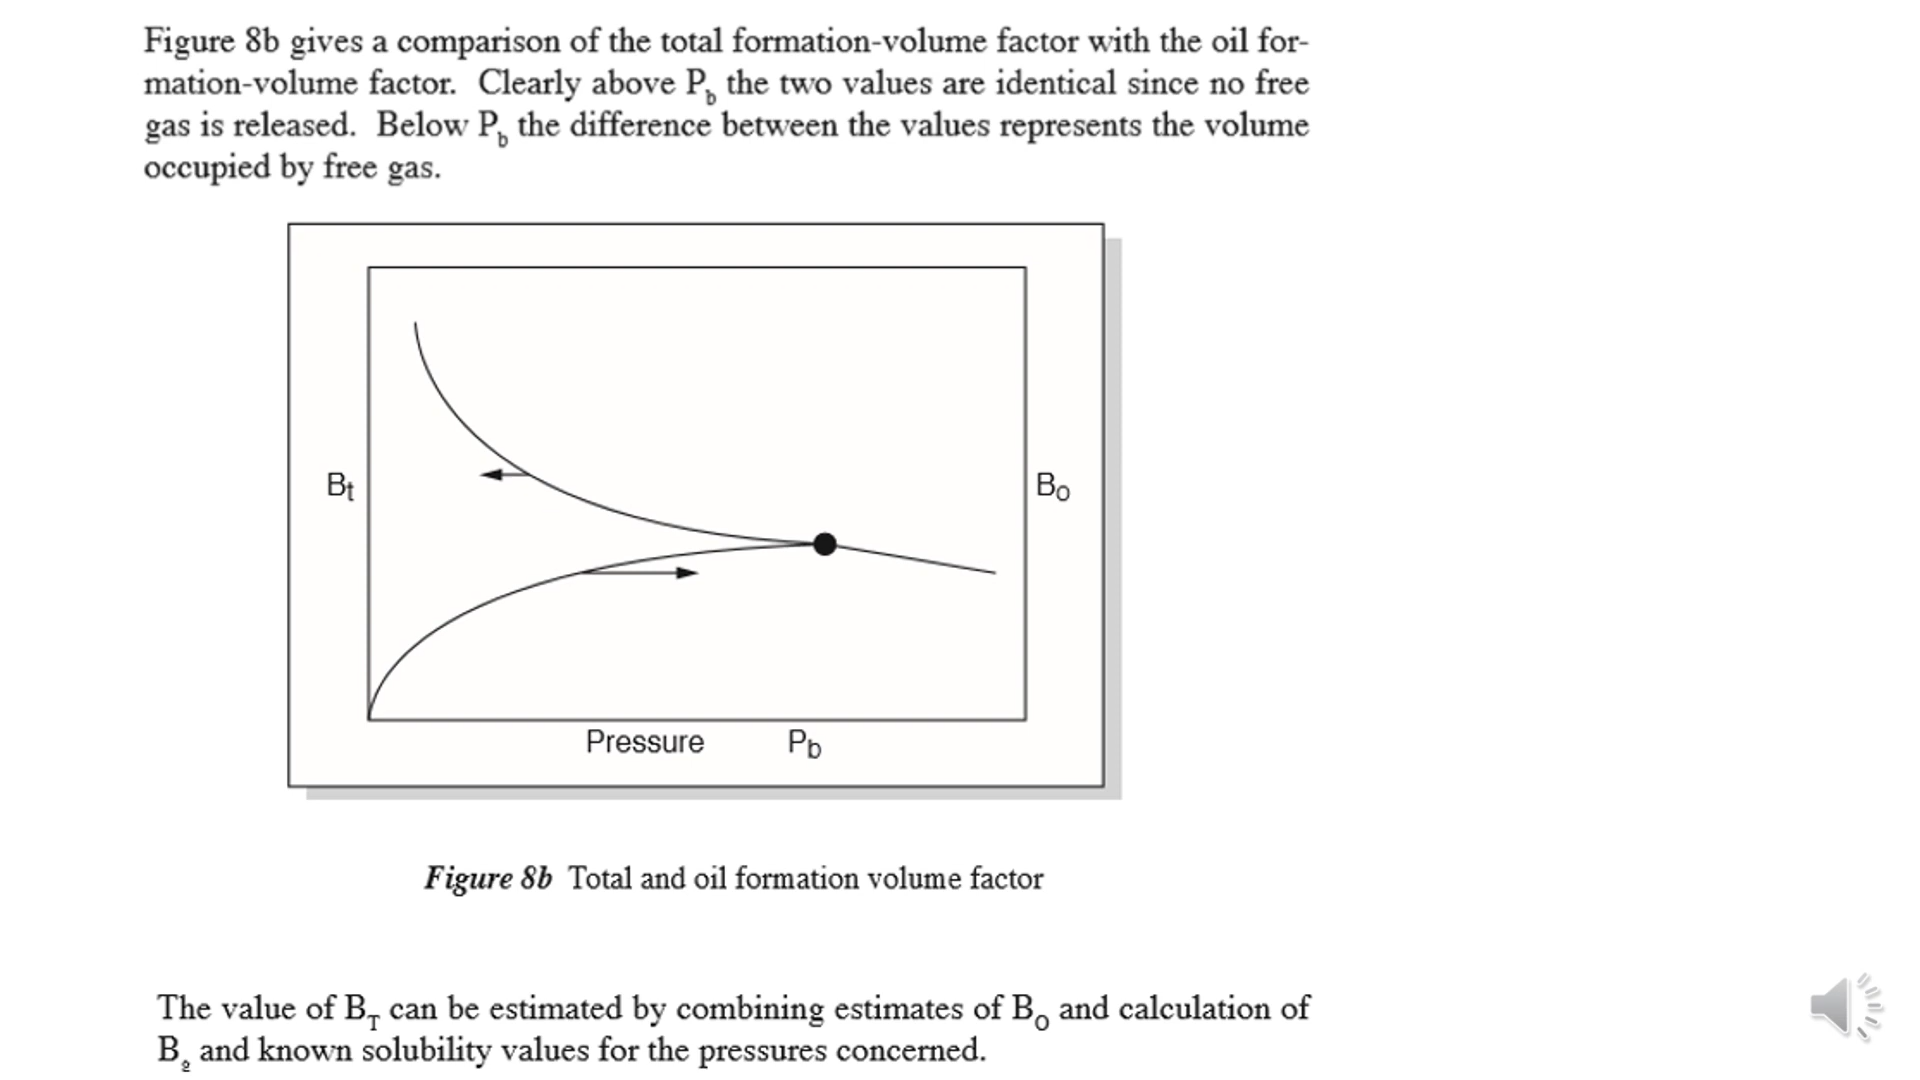 Figure 8b gives a comparison of the total formation-volume factor with the oil for-
mation-volume factor. Clearly above Pb the two values are identical since no free
gas is released. Below Pb the difference between the values represents the volume
occupied by free gas.
Bt
Bo
Pressure Pb
Figure 8b Total and oil formation volume factor
The value of BT can be estimated by combining estimates of BO and calculation of
Bg and known solubility values for the pressures concerned.